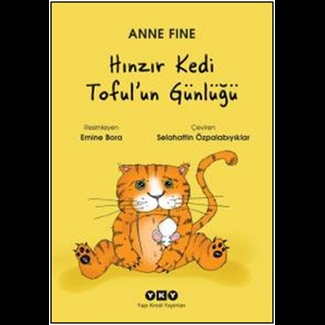 ANNE FINE
Hınzır Kedi
Toful'un Günlüğü
Resimleyen
Emine Bora
Çeviren
Selahattin Özpalabıyıklar
YKY
Yapı Kredi Yayınları